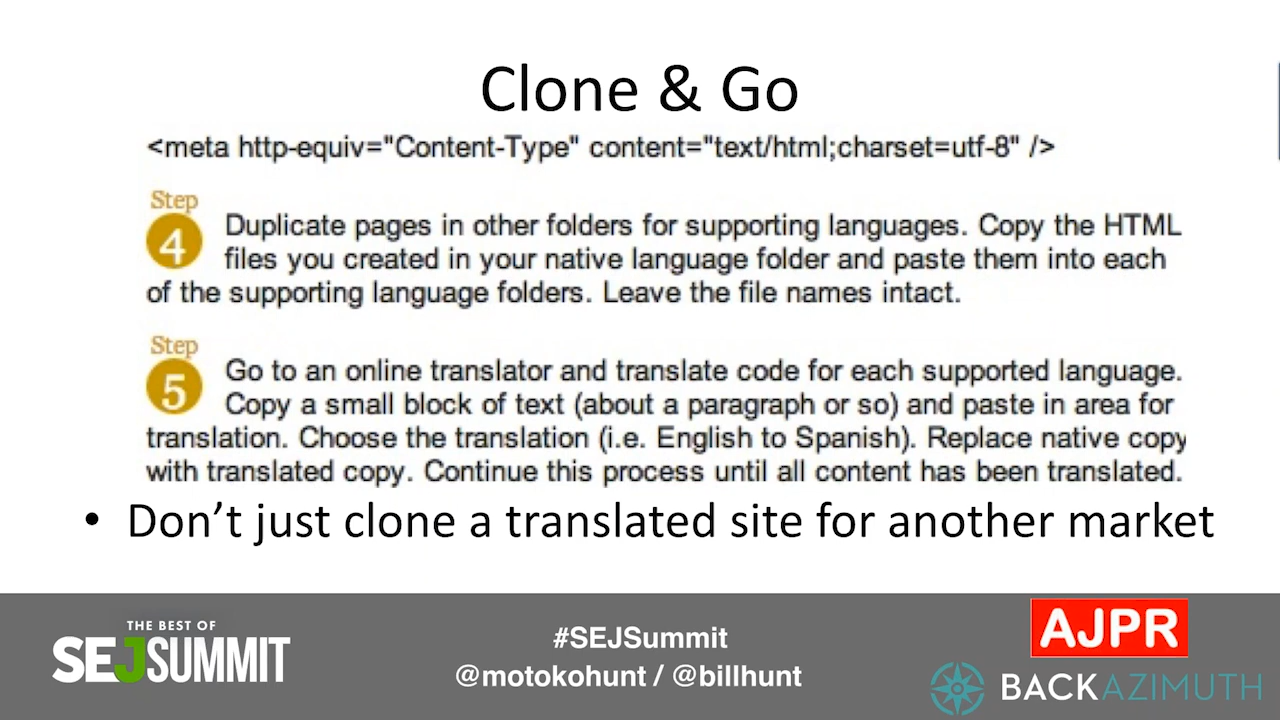 Clone & Go
<meta http-equiv="Content-Type" content="text/html;charset=utf-8" />
Step
4
Duplicate pages in other folders for supporting languages. Copy the HTML
files you created in your native language folder and paste them into each
of the supporting language folders. Leave the file names intact.
Step
5
Go to an online translator and translate code for each supported language.
Copy a small block of text (about a paragraph or so) and paste in area for
translation. Choose the translation (i.e. English to Spanish). Replace native copy
with translated copy. Continue this process until all content has been translated.
• Don’t just clone a translated site for another market
THE BEST OF
SEJSUMMIT
#SEJSummit
@motokohunt / @billhunt
AJPR
BACKAZIMUTH